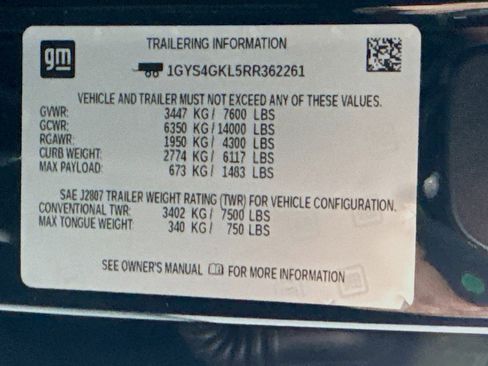 gm
TRAILERING INFORMATION
1GYS4GKL5RR362261
VEHICLE AND TRAILER MUST NOT EXCEED ANY OF THESE VALUES.
GVWR: 3447 KG/ 7600 LBS
GCWR: 6350 KG/14000 LBS
RGAWR: 1950 KG/ 4300 LBS
CURB WEIGHT: 2774 KG/ 6117 LBS
MAX PAYLOAD: 673 KG/ 1483 LBS
SAE J2807 TRAILER WEIGHT RATING (TWR) FOR VEHICLE CONFIGURATION.
CONVENTIONAL TWR: 3402 KG/ 7500 LBS
MAX TONGUE WEIGHT: 340 KG/ 750 LBS
SEE OWNER'S MANUAL FOR MORE INFORMATION